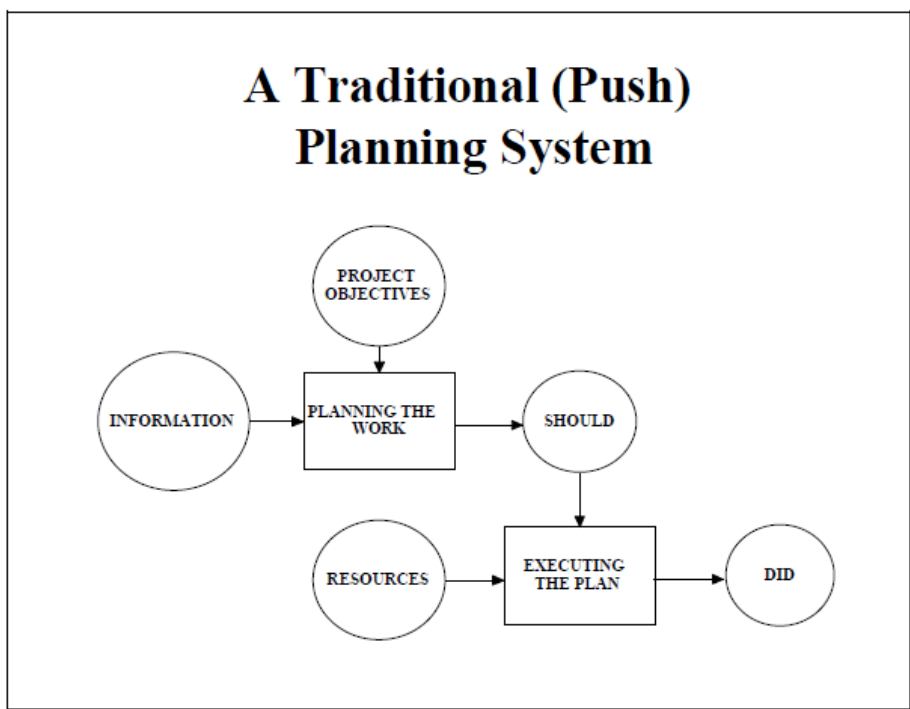 A Traditional (Push)
Planning System
PROJECT
OBJECTIVES
INFORMATION
PLANNING THE
WORK
SHOULD
RESOURCES
EXECUTING
THE PLAN
DID